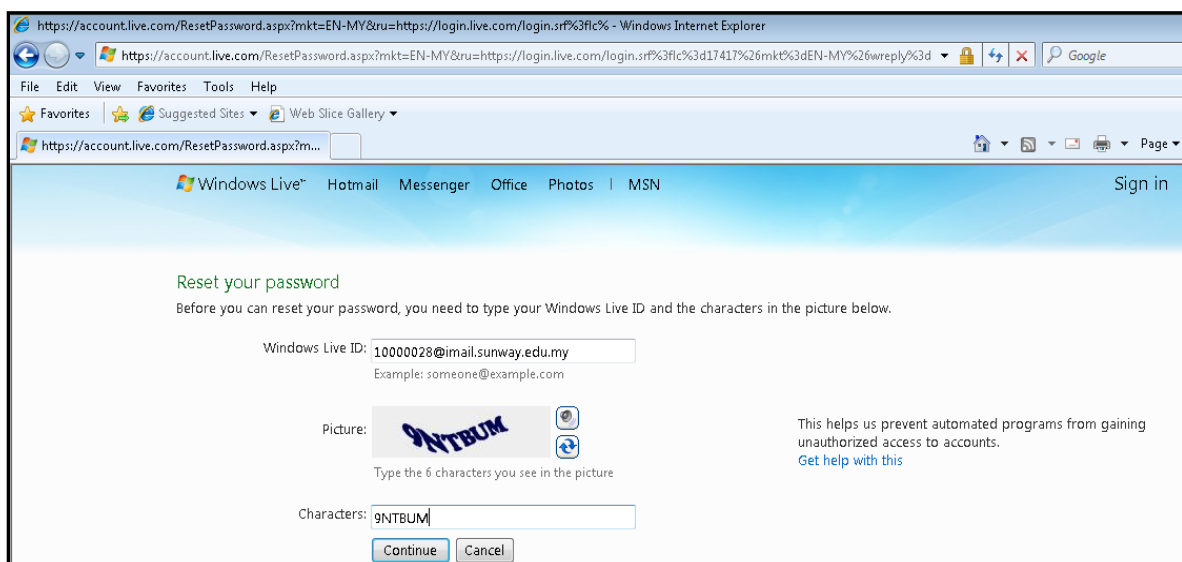 https://account.live.com/ResetPassword.aspx?mkt=EN-MY&ru=https://login.live.com/login.srf%3flc% - Windows Internet Explorer
https://account.live.com/ResetPassword.aspx?mkt=EN-MY&ru=https://login.live.com/login.srf%3flc%3d17417%26mkt%3dEN-MY%26wreply%3d Google
File Edit View Favorites Tools Help
Favorites Suggested Sites Web Slice Gallery
https://account.live.com/ResetPassword.aspx?m... Page
Windows Live™ Hotmail Messenger Office Photos | MSN Sign in
Reset your password
Before you can reset your password, you need to type your Windows Live ID and the characters in the picture below.
Windows Live ID: 10000028@imail.sunway.edu.my
Example: someone@example.com
Picture: 9NTBUM
Type the 6 characters you see in the picture
This helps us prevent automated programs from gaining
unauthorized access to accounts.
Get help with this
Characters: 9NTBUM
Continue Cancel